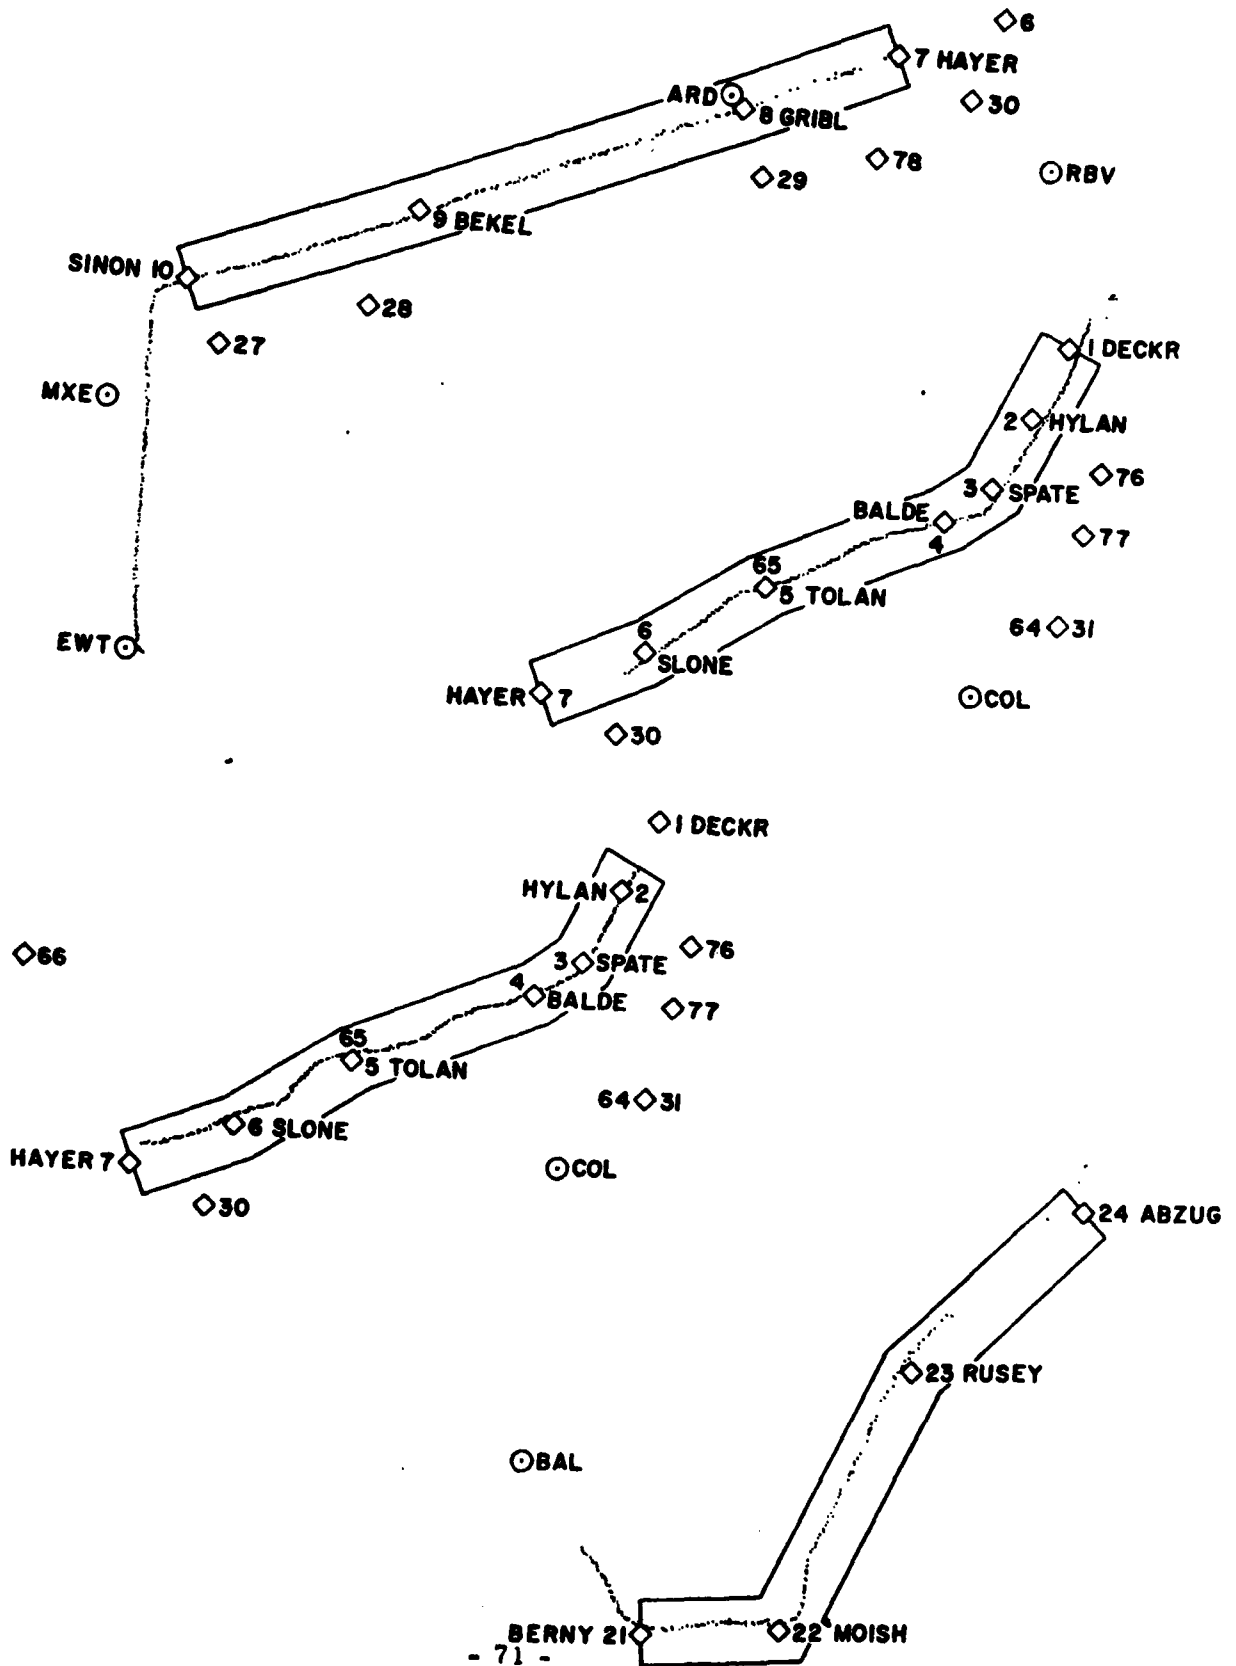 6
7 HAYER
ARD
8 GRIBL
30
78
29
RBV
9 BEKEL
SINON 10
28
27
MXE
1 DECKR
2 HYLAN
76
3 SPATE
BALDE
4
77
65
5 TOLAN
64 31
6
EWT
SLONE
HAYER 7
COL
30
1 DECKR
HYLAN 2
66
76
3 SPATE
4
BALDE
77
65
5 TOLAN
64 31
6 SLONE
HAYER 7
COL
30
24 ABZUG
23 RUSEY
BAL
BERNY 21
22 MOISH
- 71 -